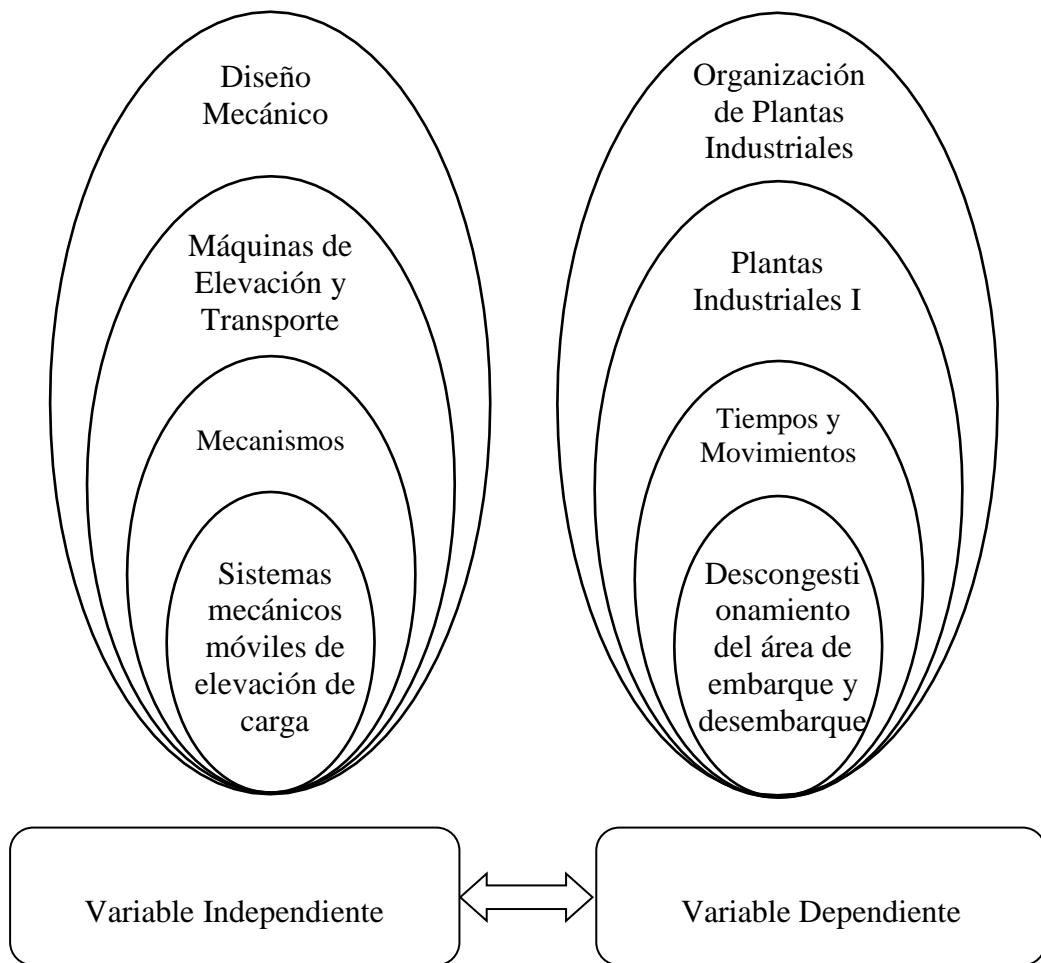 Diseño
Mecánico
Máquinas de
Elevación y
Transporte
Mecanismos
Sistemas
mecánicos
móviles de
elevación de
carga
Variable Independiente
Organización
de Plantas
Industriales
Plantas
Industriales I
Tiempos y
Movimientos
Descongesti
onamiento
del área de
embarque y
desembarque
Variable Dependiente